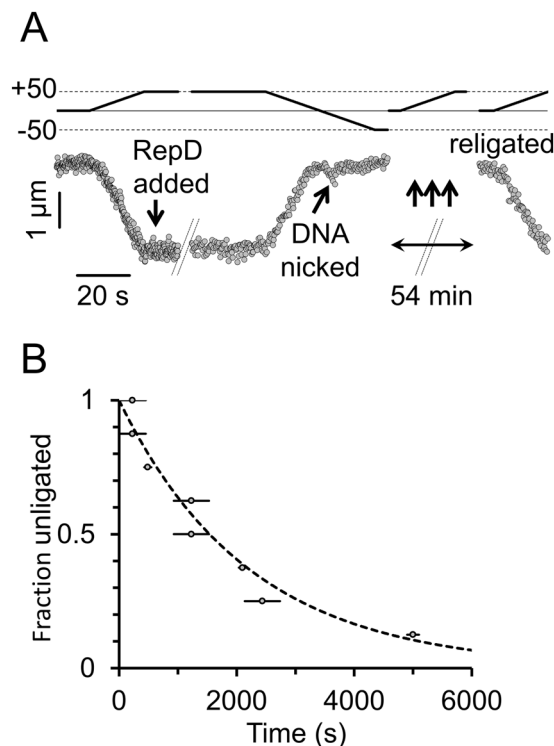 A
+50
-50
RepD
added
religated
1 µm
DNA
nicked
20 s
54 min
B
1
0.5
0
Fraction unligated
0
2000
4000
6000
Time (s)